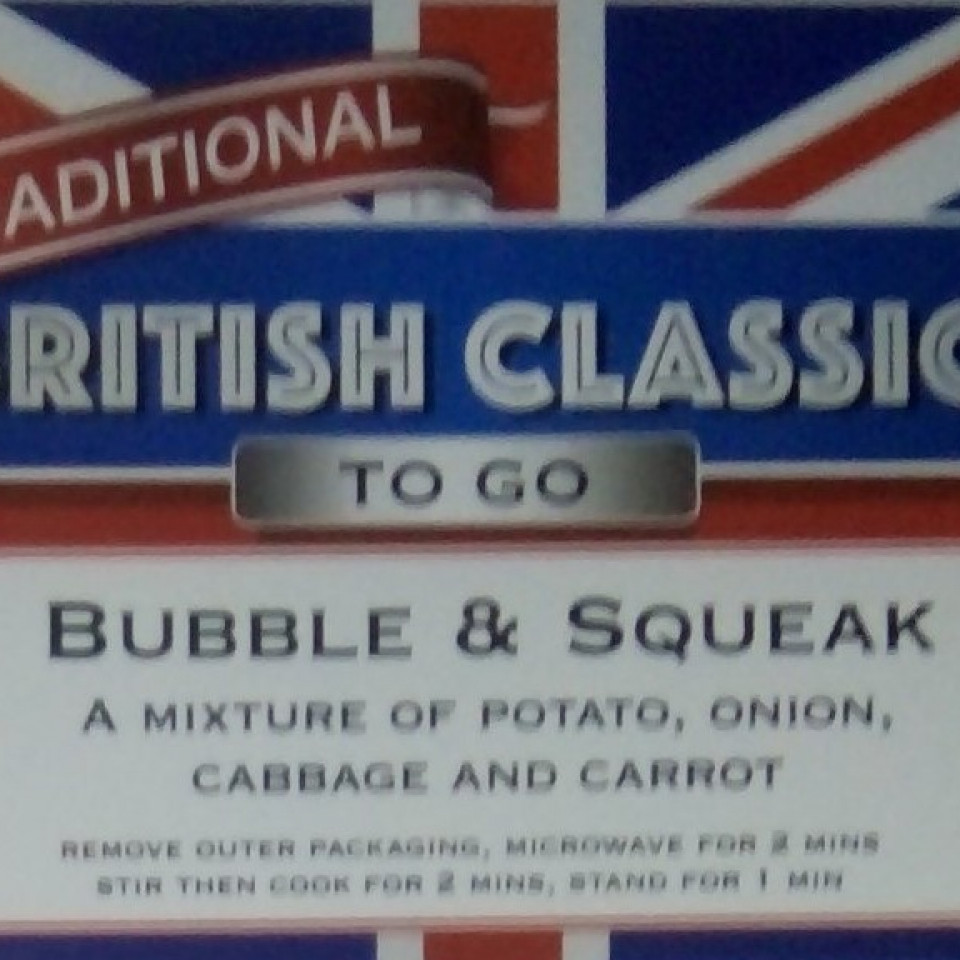 ADITIONAL
RITISH CLASSIC
TO GO
BUBBLE & SQUEAK
A MIXTURE OF POTATO, ONION,
CABBAGE AND CARROT
REMOVE OUTER PACKAGING, MICROWAVE FOR 2 MINS
STIR THEN COOK FOR 2 MINS, STAND FOR 1 MIN